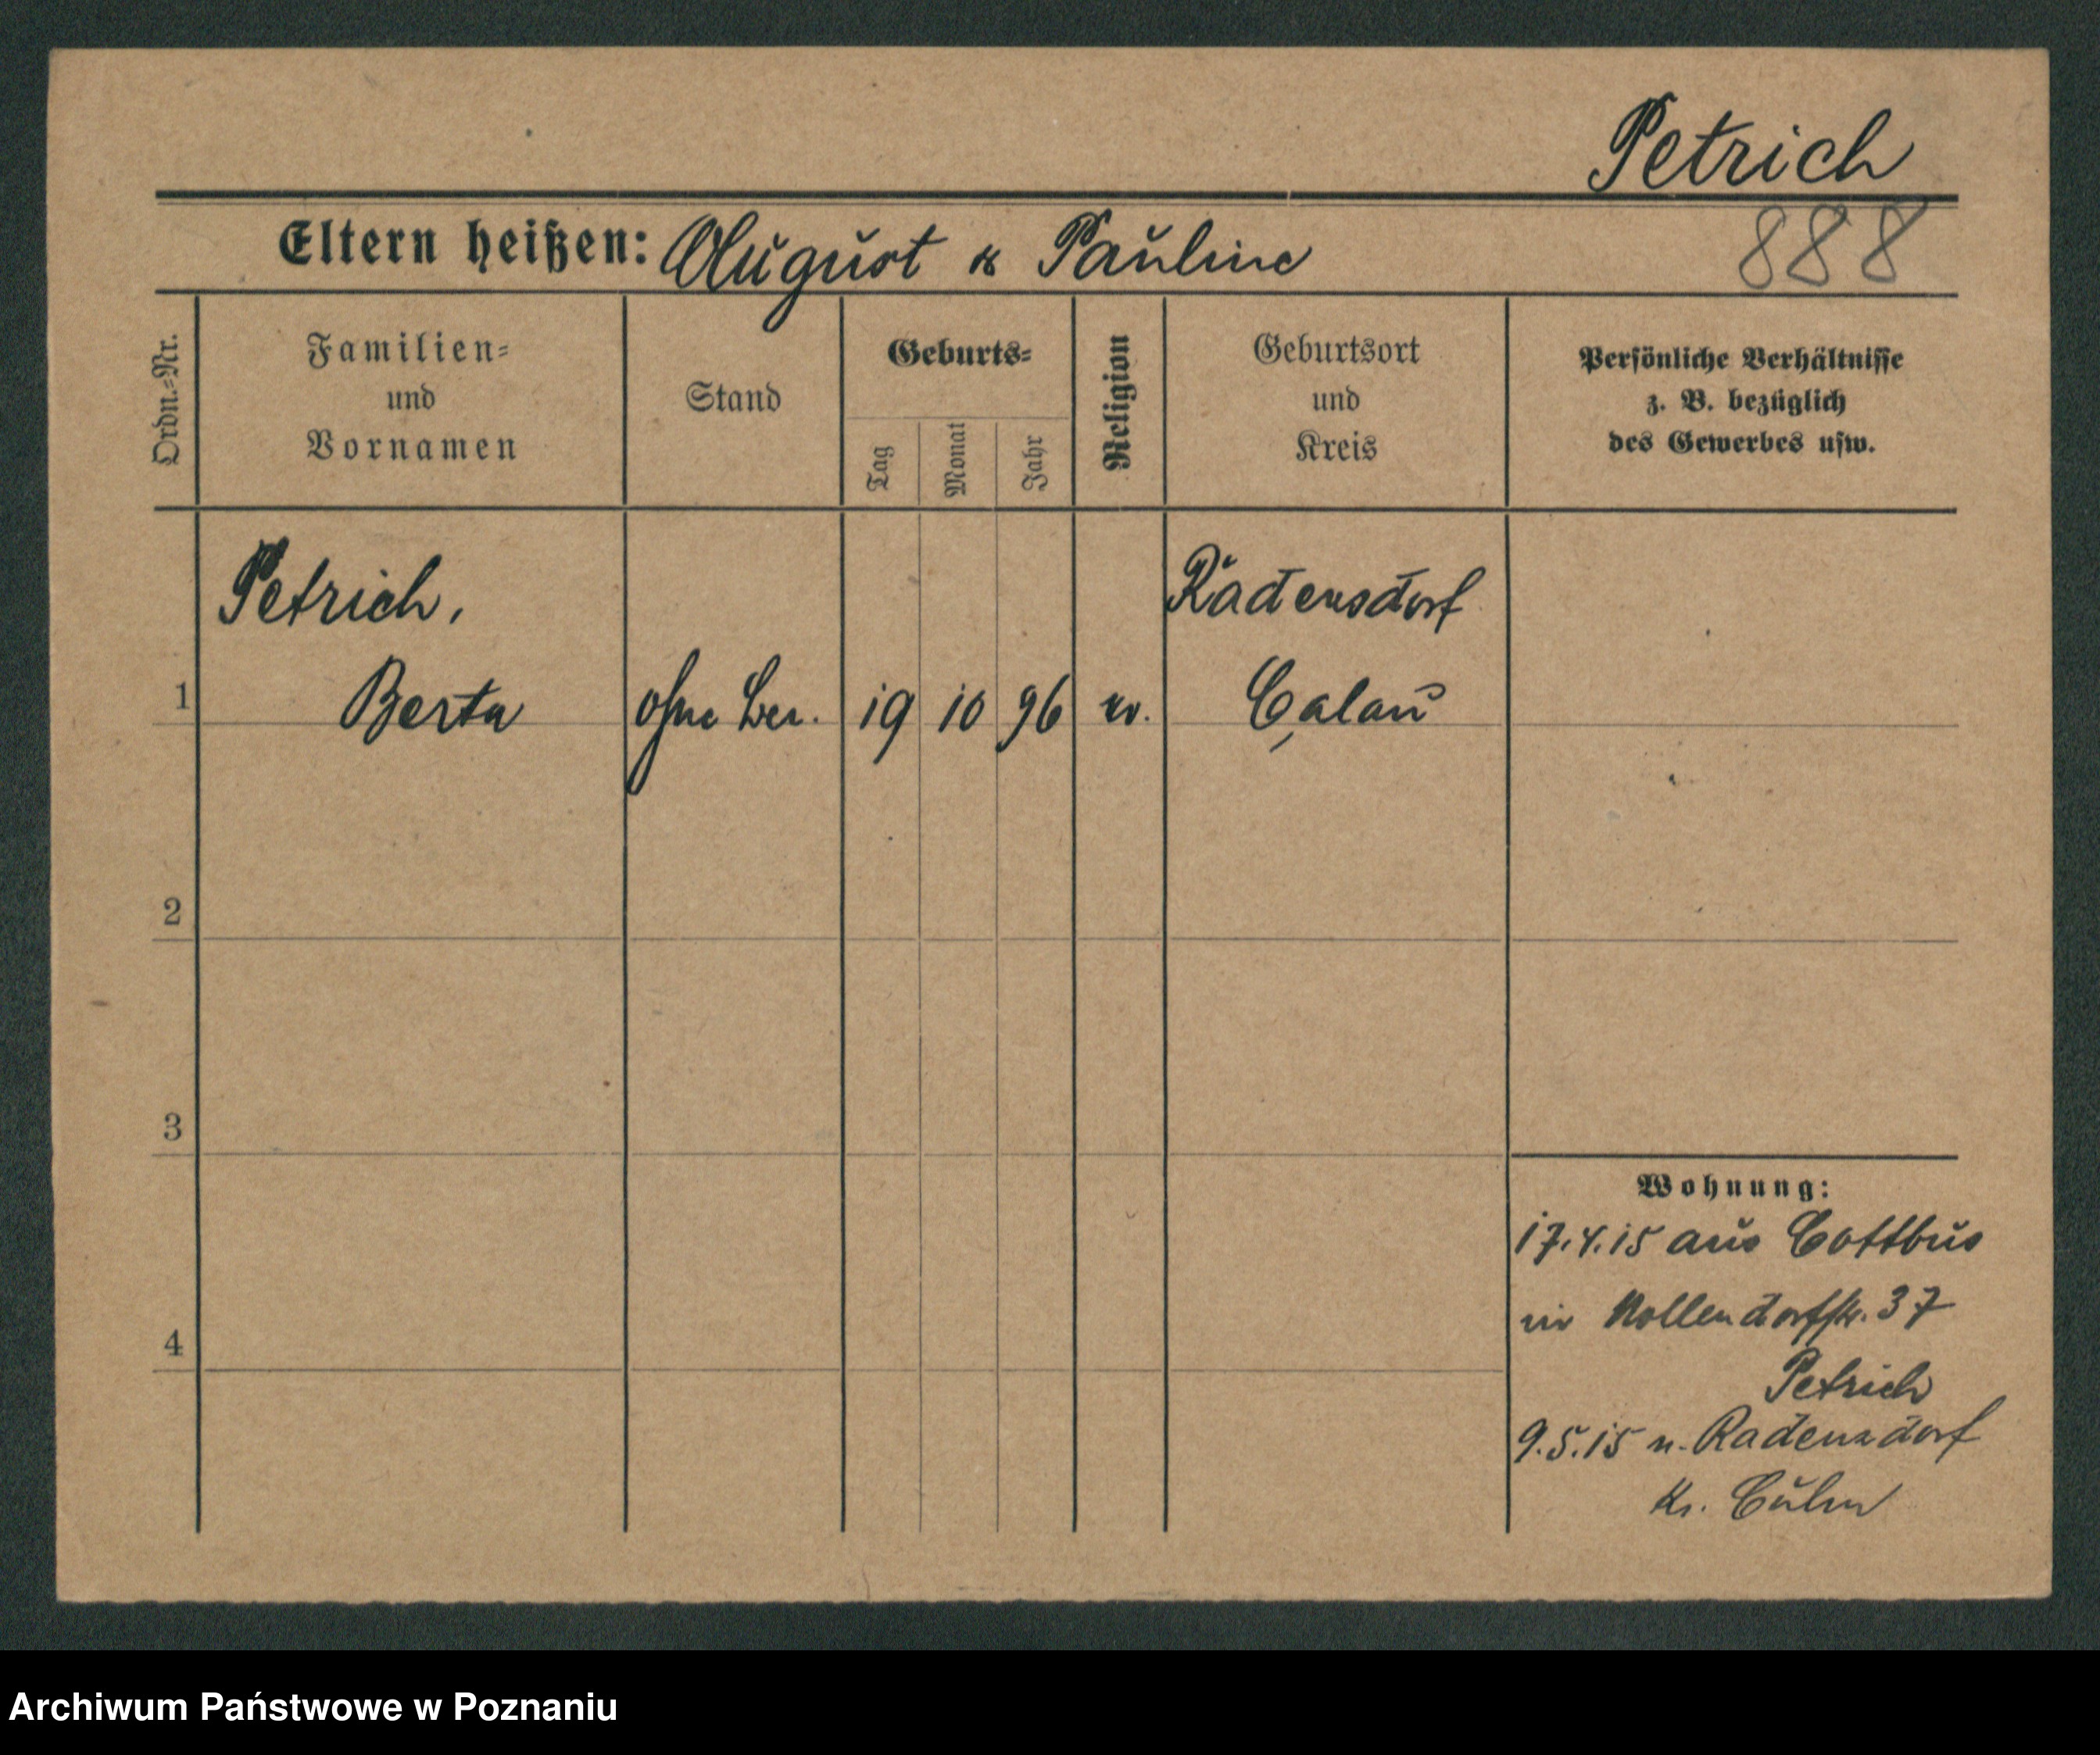 Petrich
888
Eltern heißen: August & Pauline
Ordn.-Nr.
Familien- und Vornamen
Stand
Geburts-
Tag
Monat
Jahr
Religion
Geburtsort und Kreis
Persönliche Verhältnisse
z. B. bezüglich
des Gewerbes usw.
Petrich,
Radensdorf
1 Berta ohne Ber. 19 10 96 ev. Calau
2
3
4
Wohnung:
17.4.15 aus Cottbus
in Nollendorfstr. 37
Petrich
9.5.15 n. Radensdorf
Kr. Culm
Archiwum Państwowe w Poznaniu